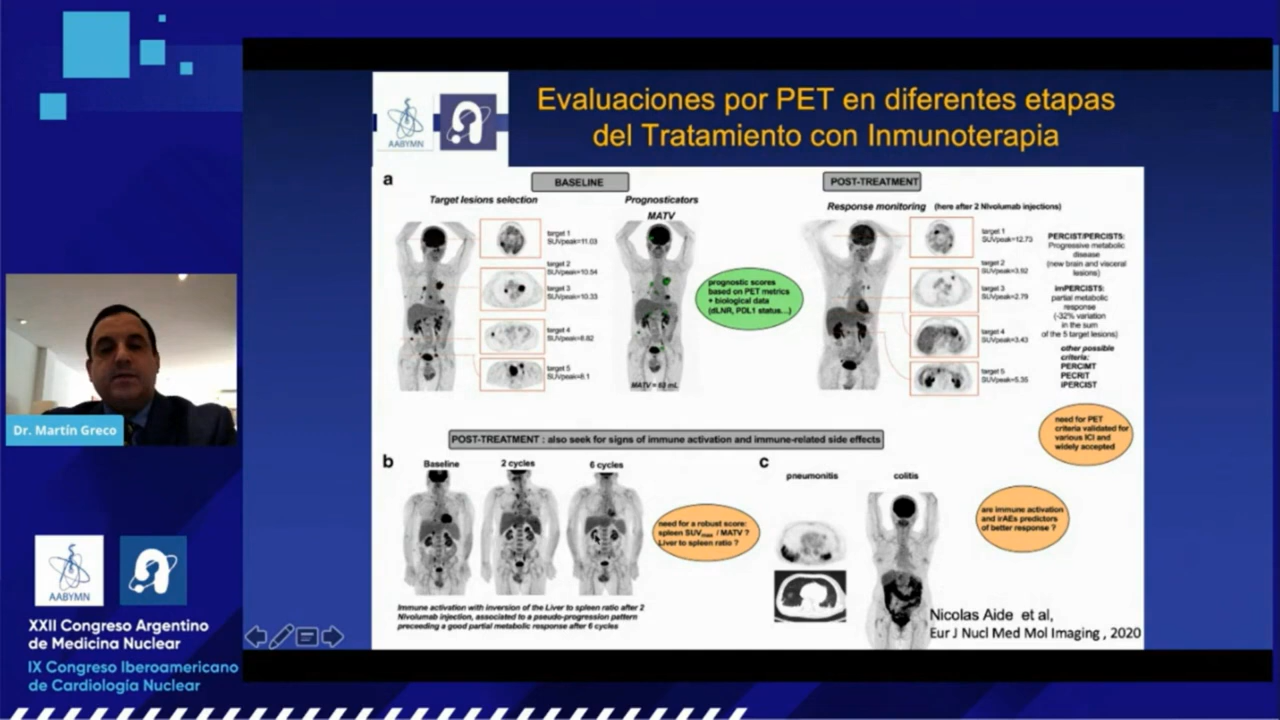 Evaluaciones por PET en diferentes etapas
del Tratamiento con Inmunoterapia
AABYMN
a
BASELINE
POST-TREATMENT
Target lesions selection
Prognosticators
MATV
Response monitoring (here after 2 Nivolumab injections)
target 1
SUVpeak=11.03
target 2
SUVpeak=10.54
target 3
SUVpeak=10.33
target 4
SUVpeak=8.82
target 5
SUVpeak=8.1
MATV = 63 mL
prognostic scores
based on PET metrics
+ biological data
(dLNR, PDL1 status...)
target 1
SUVpeak=12.73
target 2
SUVpeak=3.92
target 3
SUVpeak=2.79
target 4
SUVpeak=3.43
target 5
SUVpeak=5.35
PERCIST/PERCISTS:
Progressive metabolic
disease
(new brain and visceral
lesions)
imPERCISTS:
partial metabolic
response
(-32% variation
in the sum
of the 5 target lesions)
other possible
criteria:
PERCIMT
PECRIT
iPERCIST
need for PET
criteria validated for
various ICI and
widely accepted
POST-TREATMENT : also seek for signs of immune activation and immune-related side effects
b
Baseline
2 cycles
6 cycles
need for a robust score:
spleen SUVmax / MATV ?
Liver to spleen ratio ?
Immune activation with inversion of the Liver to spleen ratio after 2
Nivolumab injection, associated to a pseudo-progression pattern
preceeding a good partial metabolic response after 6 cycles
c
pneumonitis
colitis
are immune activation
and irAEs predictors
of better response ?
Nicolas Aide et al,
Eur J Nucl Med Mol Imaging , 2020
Dr. Martín Greco
AABYMN
XXII Congreso Argentino
de Medicina Nuclear
IX Congreso Iberoamericano
de Cardiología Nuclear